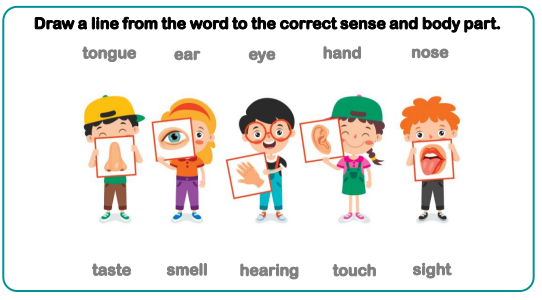 Draw a line from the word to the correct sense and body part.
tongue ear eye hand nose
taste smell hearing touch sight